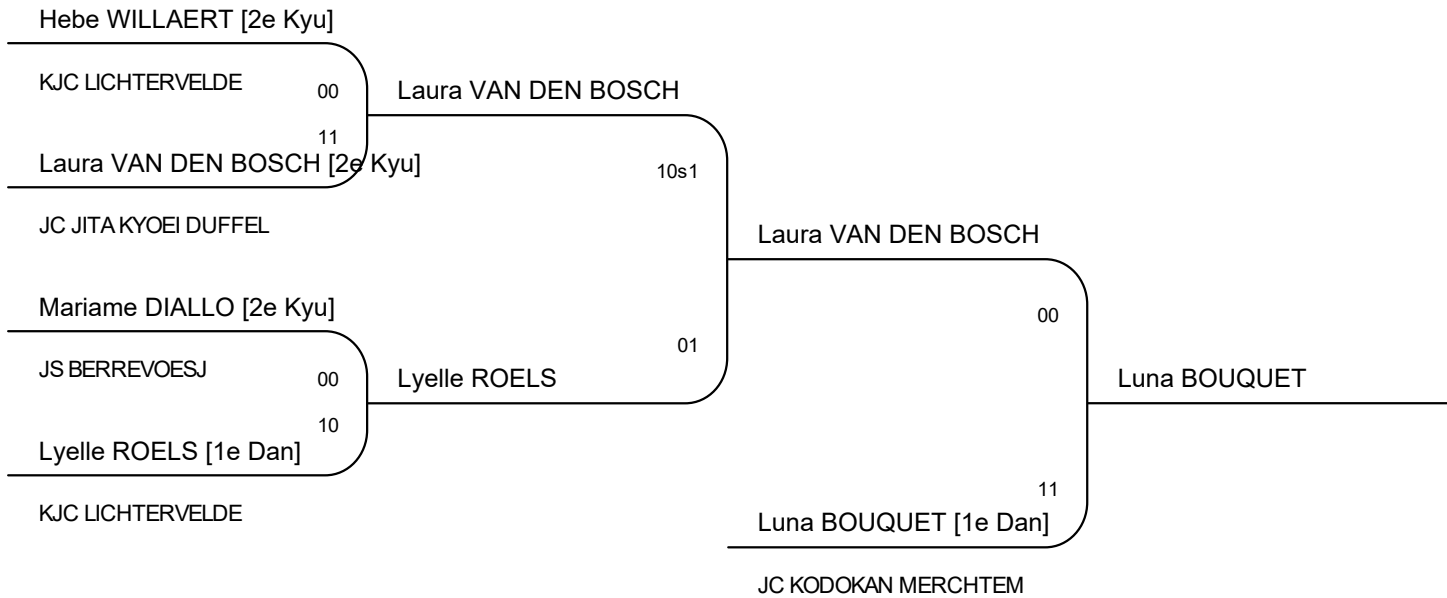 Hebe WILLAERT [2e Kyu]
KJC LICHTERVELDE
00
Laura VAN DEN BOSCH
11
Laura VAN DEN BOSCH [2e Kyu]
10s1
JC JITA KYOEI DUFFEL
Laura VAN DEN BOSCH
Mariame DIALLO [2e Kyu]
00
01
JS BERREVOESJ
00
Lyelle ROELS
Luna BOUQUET
10
Lyelle ROELS [1e Dan]
11
KJC LICHTERVELDE
Luna BOUQUET [1e Dan]
JC KODOKAN MERCHTEM